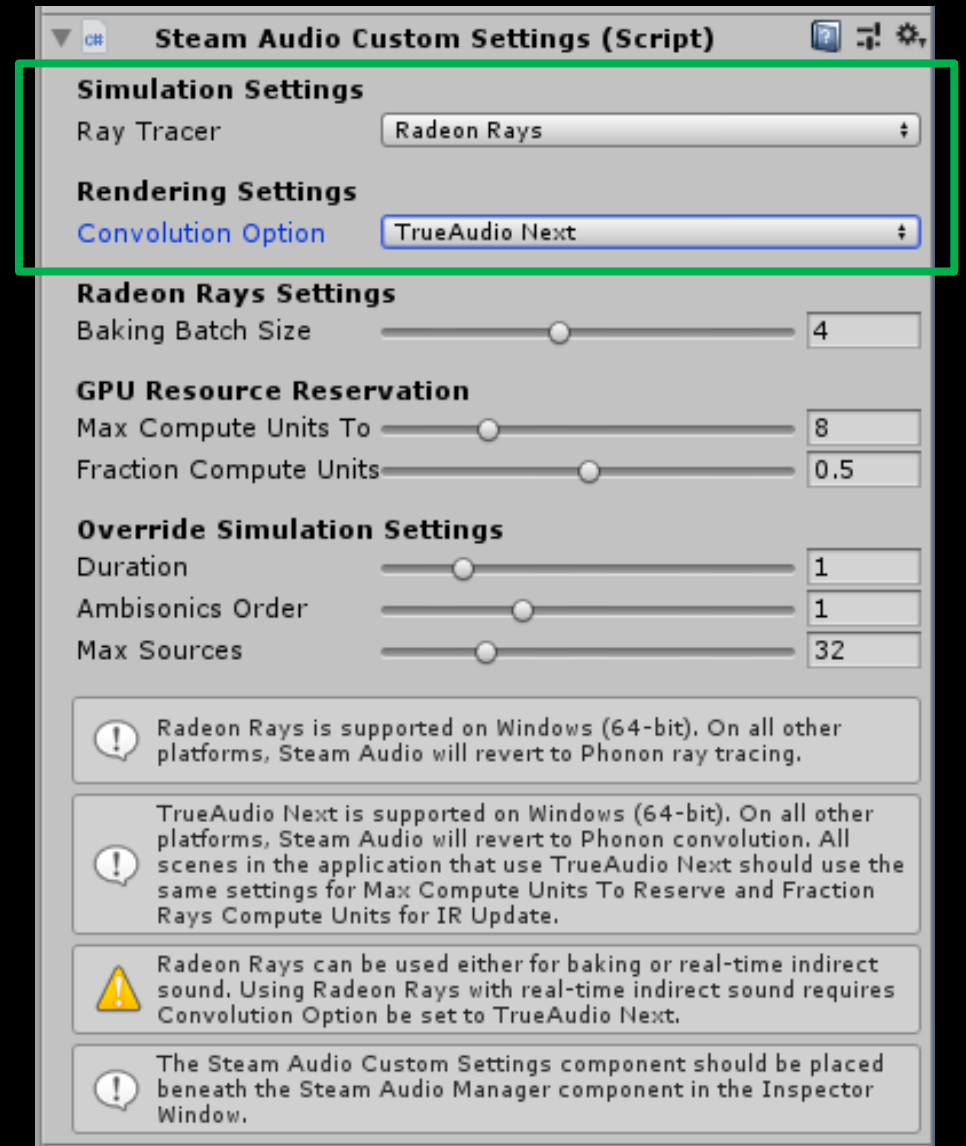 C#
Steam Audio Custom Settings (Script)
?
Simulation Settings
Ray Tracer
Radeon Rays
Rendering Settings
Convolution Option
TrueAudio Next
Radeon Rays Settings
Baking Batch Size
4
GPU Resource Reservation
Max Compute Units To
8
Fraction Compute Units
0.5
Override Simulation Settings
Duration
1
Ambisonics Order
1
Max Sources
32
Radeon Rays is supported on Windows (64-bit). On all other
platforms, Steam Audio will revert to Phonon ray tracing.
TrueAudio Next is supported on Windows (64-bit). On all other
platforms, Steam Audio will revert to Phonon convolution. All
scenes in the application that use TrueAudio Next should use the
same settings for Max Compute Units To Reserve and Fraction
Rays Compute Units for IR Update.
Radeon Rays can be used either for baking or real-time indirect
sound. Using Radeon Rays with real-time indirect sound requires
Convolution Option be set to TrueAudio Next.
The Steam Audio Custom Settings component should be placed
beneath the Steam Audio Manager component in the Inspector
Window.